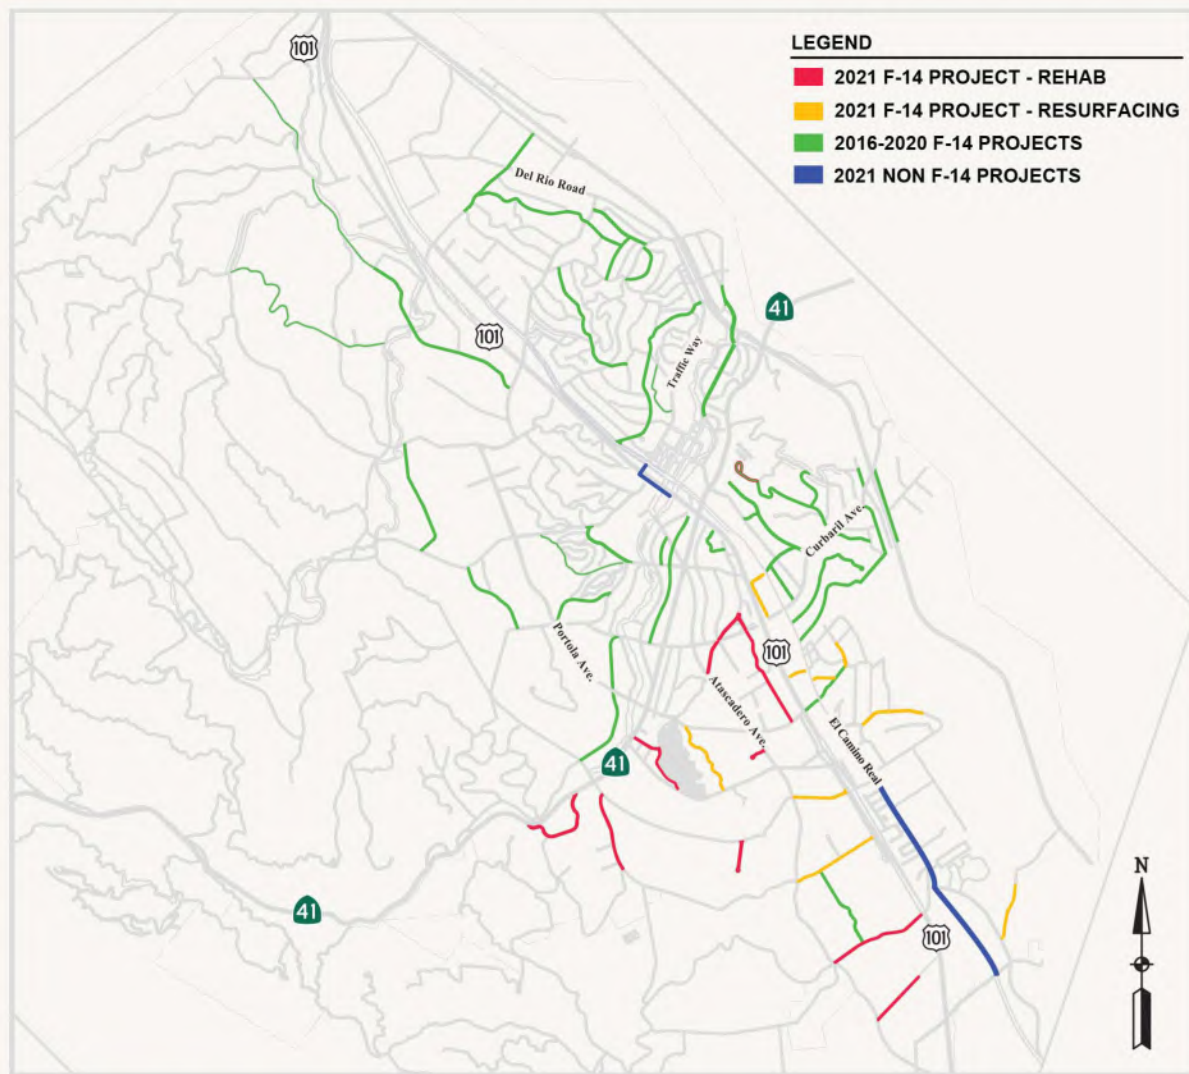 101
LEGEND
2021 F-14 PROJECT - REHAB
2021 F-14 PROJECT - RESURFACING
2016-2020 F-14 PROJECTS
2021 NON F-14 PROJECTS
Del Rio Road
41
101
Traffic Way
Curbaril Ave.
Portola Ave.
101
Atascadero Ave.
El Camino Real
41
41
101
N